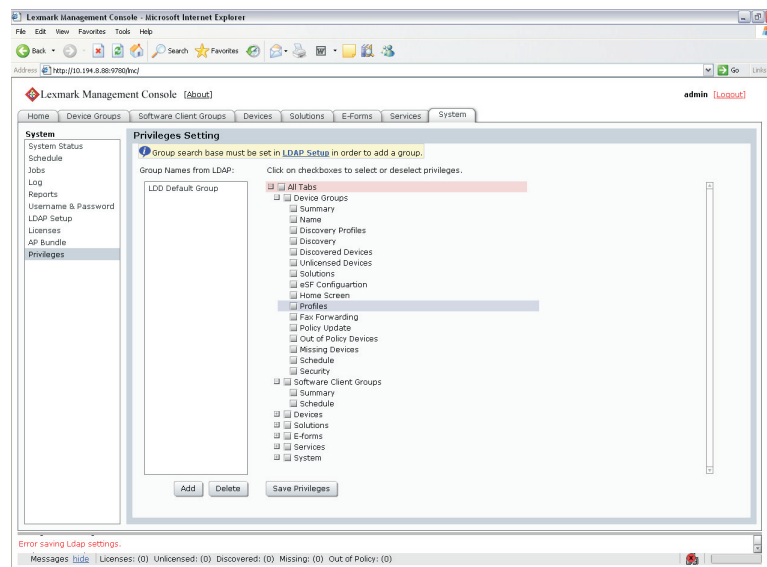 Lexmark Management Console - Microsoft Internet Explorer
File Edit View Favorites Tools Help
Back Search Favorites
Address http://10.194.8.88:9780/lmc/ Go Links
Lexmark Management Console [About] admin [Logout]
Home Device Groups Software Client Groups Devices Solutions E-Forms Services System
System
System Status
Schedule
Jobs
Log
Reports
Username & Password
LDAP Setup
Licenses
AP Bundle
Privileges
Privileges Setting
Group search base must be set in LDAP Setup in order to add a group.
Group Names from LDAP: Click on checkboxes to select or deselect privileges.
LDD Default Group
All Tabs
Device Groups
Summary
Name
Discovery Profiles
Discovery
Discovered Devices
Unlicensed Devices
Solutions
eSF Configuartion
Home Screen
Profiles
Fax Forwarding
Policy Update
Out of Policy Devices
Missing Devices
Schedule
Security
Software Client Groups
Summary
Schedule
Devices
Solutions
E-forms
Services
System
Add Delete Save Privileges
Error saving Ldap settings.
Messages hide Licenses: (0) Unlicensed: (0) Discovered: (0) Missing: (0) Out of Policy: (0)